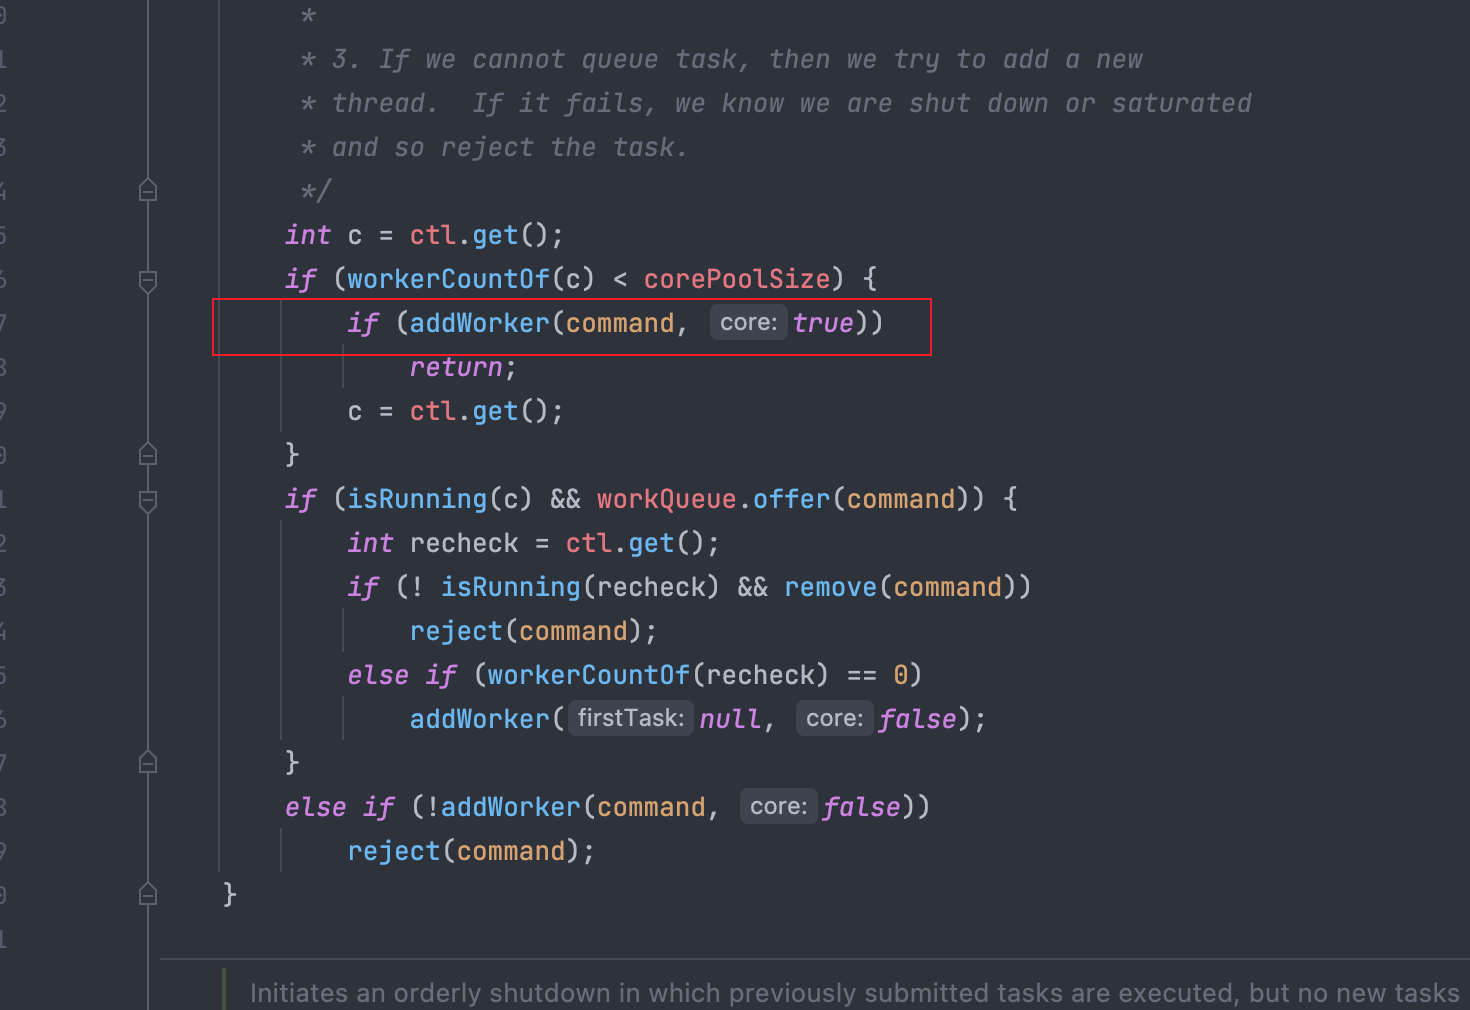 *
* 3. If we cannot queue task, then we try to add a new
* thread.  If it fails, we know we are shut down or saturated
* and so reject the task.
*/
int c = ctl.get();
if (workerCountOf(c) < corePoolSize) {
if (addWorker(command, core: true))
return;
c = ctl.get();
}
if (isRunning(c) && workQueue.offer(command)) {
int recheck = ctl.get();
if (! isRunning(recheck) && remove(command))
reject(command);
else if (workerCountOf(recheck) == 0)
addWorker( firstTask: null, core: false);
}
else if (!addWorker(command, core: false))
reject(command);
}
Initiates an orderly shutdown in which previously submitted tasks are executed, but no new tasks